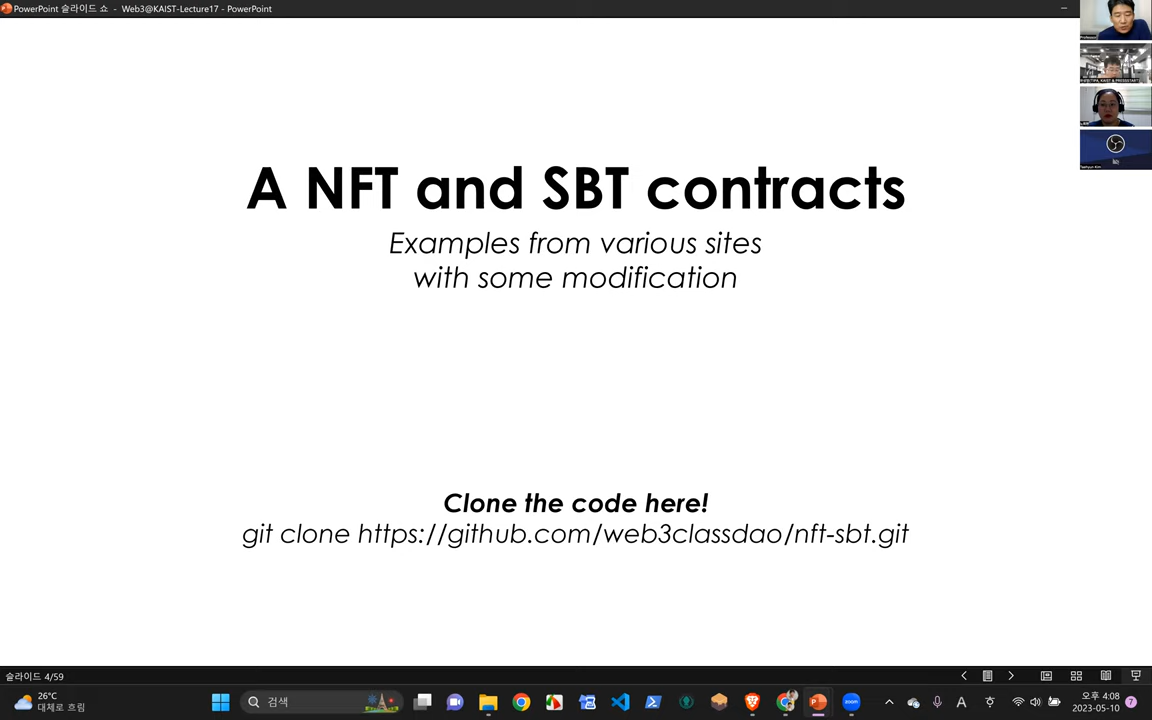 PowerPoint 슬라이드 쇼 - Web3@KAIST-Lecture17 - PowerPoint
A NFT and SBT contracts
Examples from various sites
with some modification
Clone the code here!
git clone https://github.com/web3classdao/nft-sbt.git
슬라이드 4/59
26°C
대체로 흐림
검색
zoom
A
오후 4:08
2023-05-10
7